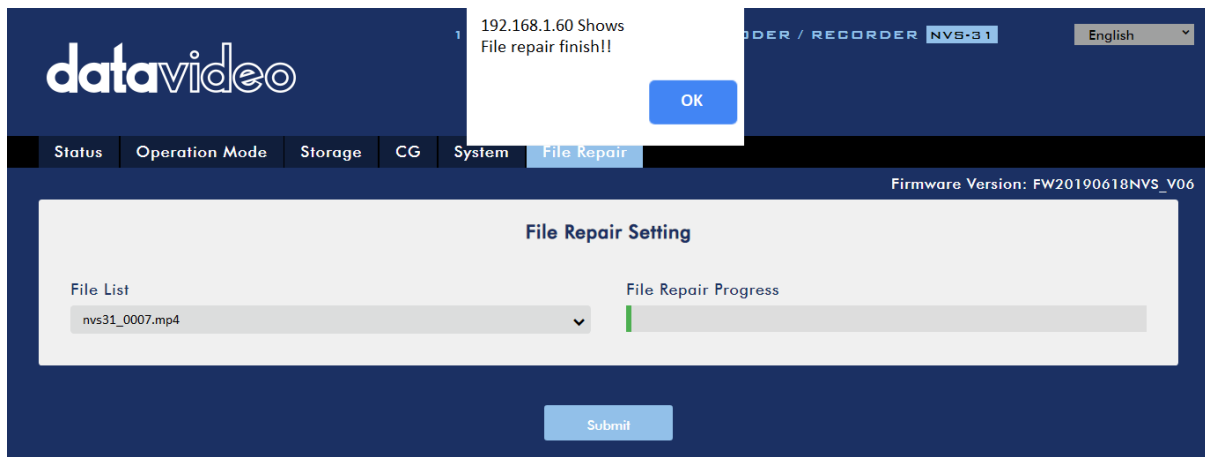 192.168.1.60 Shows
File repair finish!!
OK
datavideo
1
ODER / RECORDER NVS-31
English
Status Operation Mode Storage CG System File Repair
Firmware Version: FW20190618NVS_V06
File Repair Setting
File List
File Repair Progress
nvs31_0007.mp4
Submit